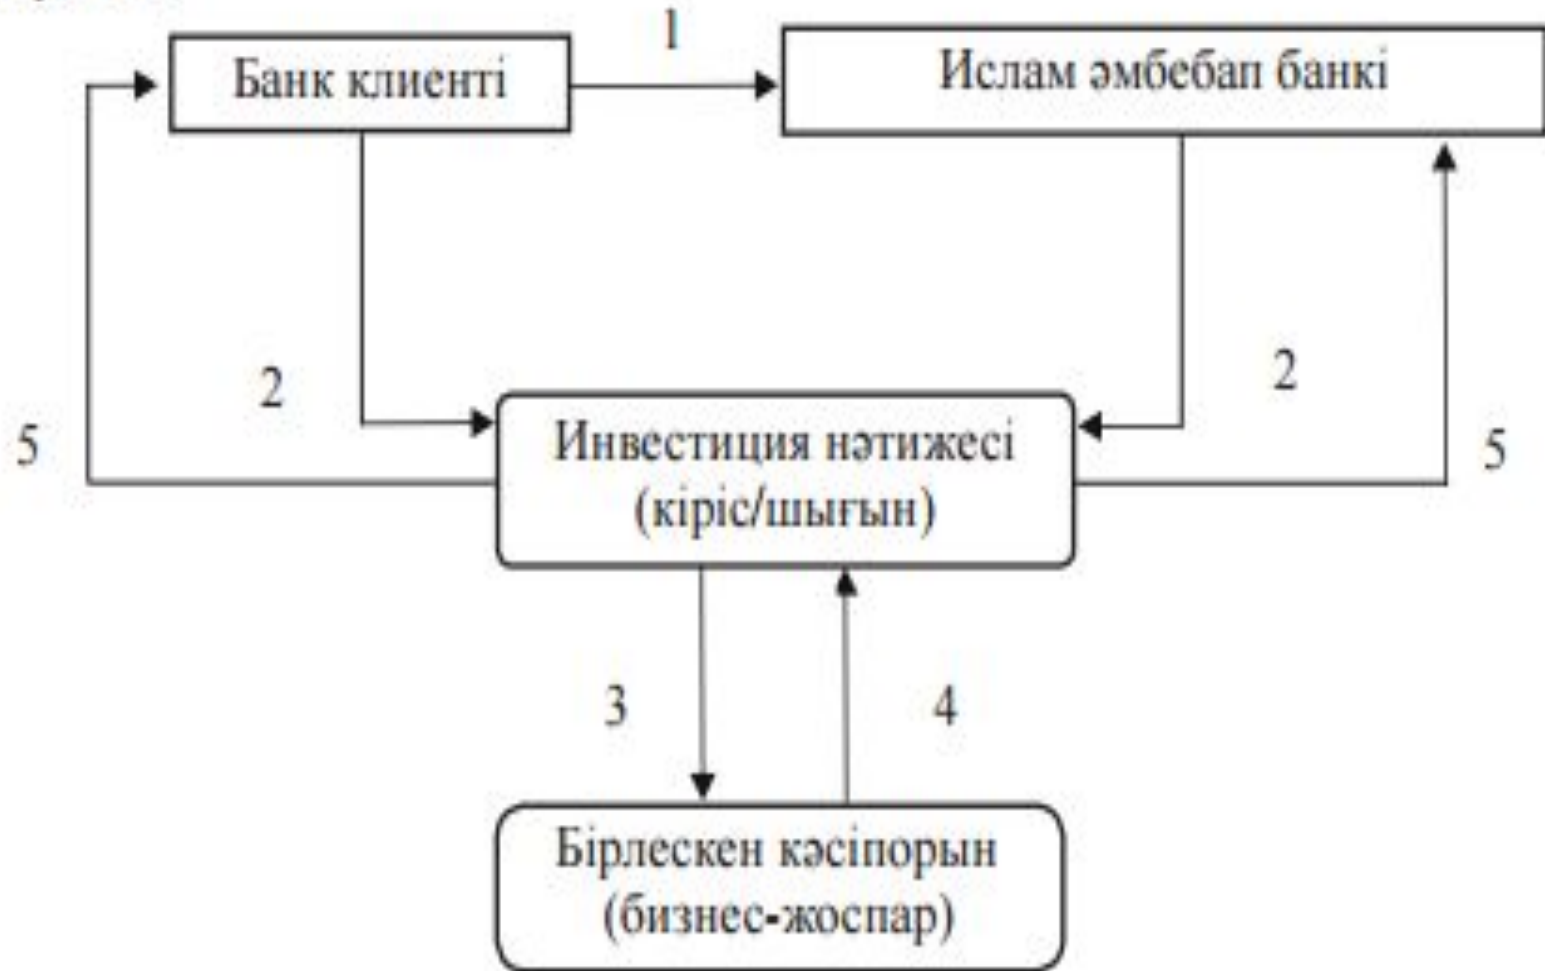 1
Банк клиенті
Ислам әмбебап банкі
2
2
5
Инвестиция нәтижесі
(кіріс/шығын)
5
3
4
Бірлескен кәсіпорын
(бизнес-жоспар)